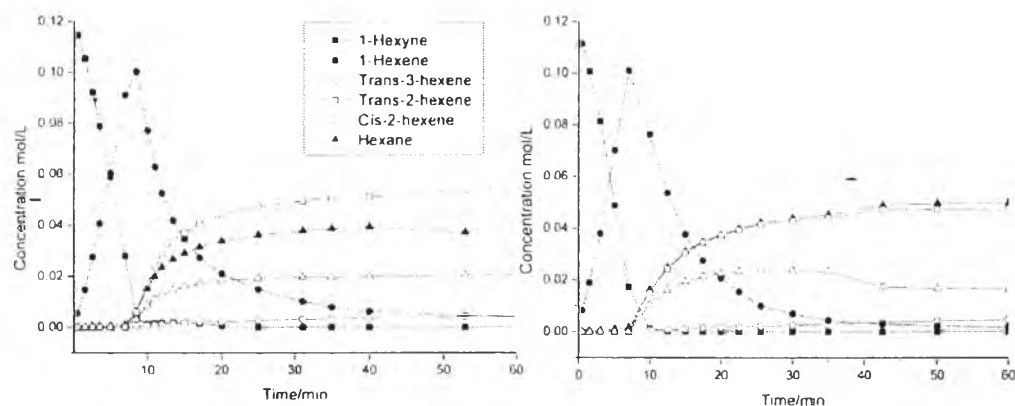 0.12
0.10
0.08
0.06
0.04
0.02
0.00
Concentration mol/L
10
20
30
40
50
60
Time/min
1-Hexyne
1-Hexene
Trans-3-hexene
Trans-2-hexene
Cis-2-hexene
Hexane
0.12
0.10
0.08
0.06
0.04
0.02
0.00
Concentration mol/L
0
10
20
30
40
50
60
Time/min